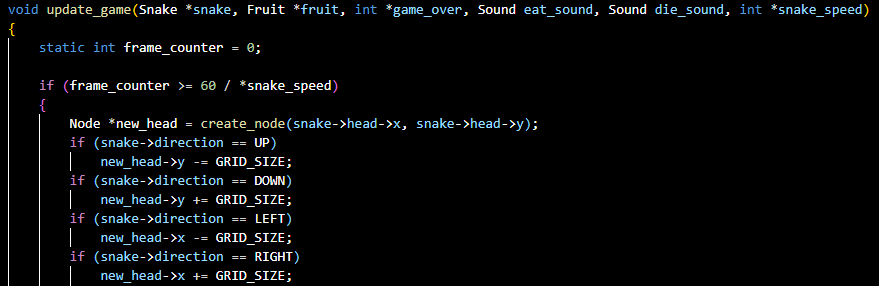 void update_game(Snake *snake, Fruit *fruit, int *game_over, Sound eat_sound, Sound die_sound, int *snake_speed)
{
    static int frame_counter = 0;

    if (frame_counter >= 60 / *snake_speed)
    {
        Node *new_head = create_node(snake->head->x, snake->head->y);
        if (snake->direction == UP)
            new_head->y -= GRID_SIZE;
        if (snake->direction == DOWN)
            new_head->y += GRID_SIZE;
        if (snake->direction == LEFT)
            new_head->x -= GRID_SIZE;
        if (snake->direction == RIGHT)
            new_head->x += GRID_SIZE;